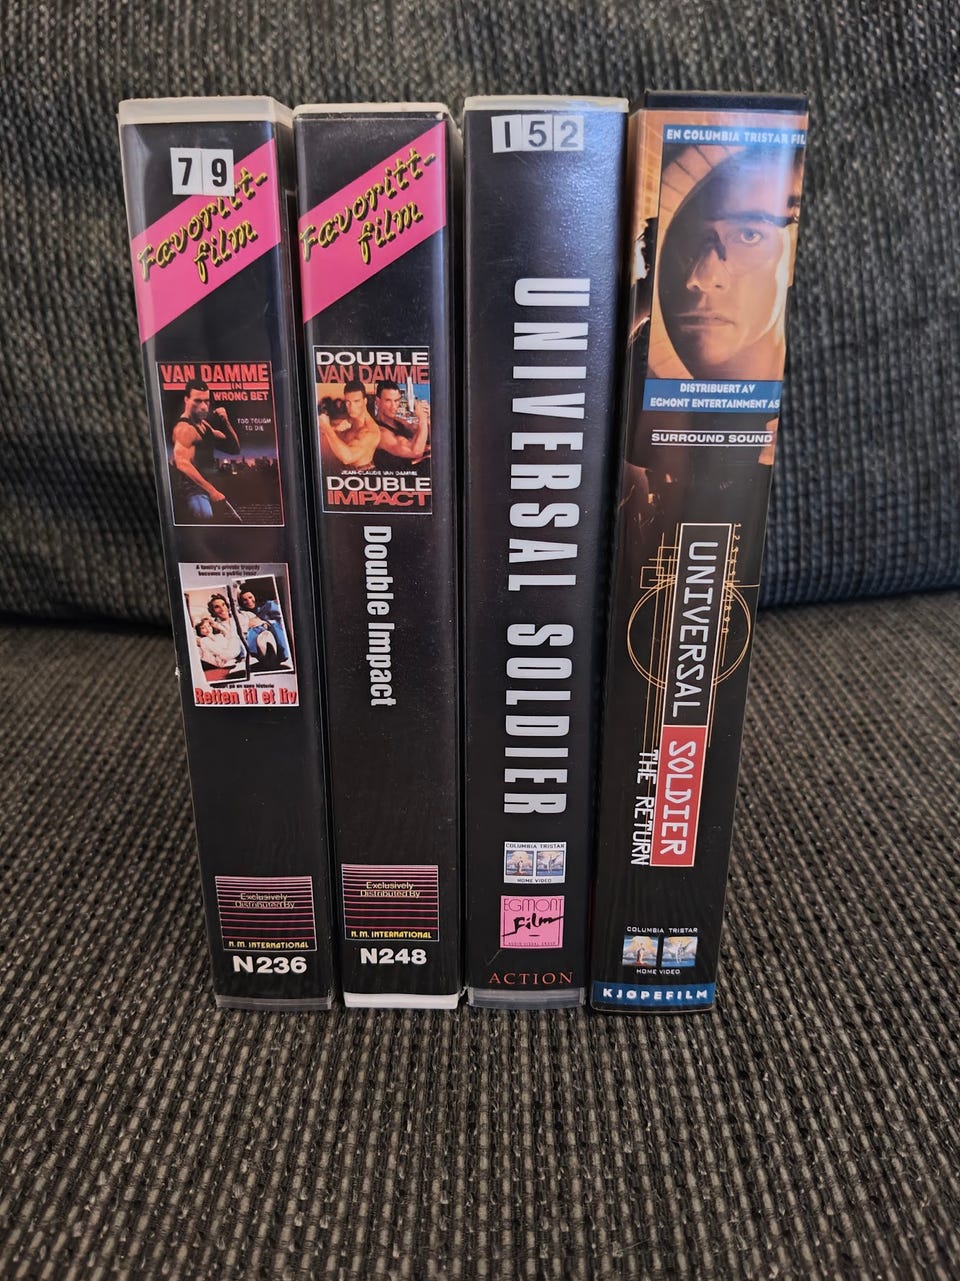 79
Favoritt-
film
VAN DAMME
IN
WRONG BET
TOO TOUGH
TO DIE
A family's private tragedy
becomes a public issue.
Retten til et liv
Exclusively
Distributed By
N. M. INTERNATIONAL
N236
Favoritt-
film
DOUBLE
VAN DAMME
JEAN-CLAUDE VAN DAMME
DOUBLE
IMPACT
Double Impact
Exclusively
Distributed By
N. M. INTERNATIONAL
N248
152
UNIVERSAL SOLDIER
COLUMBIA TRISTAR
HOME VIDEO
EGMONT
Film
AUDIO VISUAL GROUP
ACTION
EN COLUMBIA TRISTAR FIL
DISTRIBUERT AV
EGMONT ENTERTAINMENT AS
SURROUND SOUND
UNIVERSAL
SOLDIER
THE RETURN
COLUMBIA TRISTAR
HOME VIDEO
KJØPEFILM